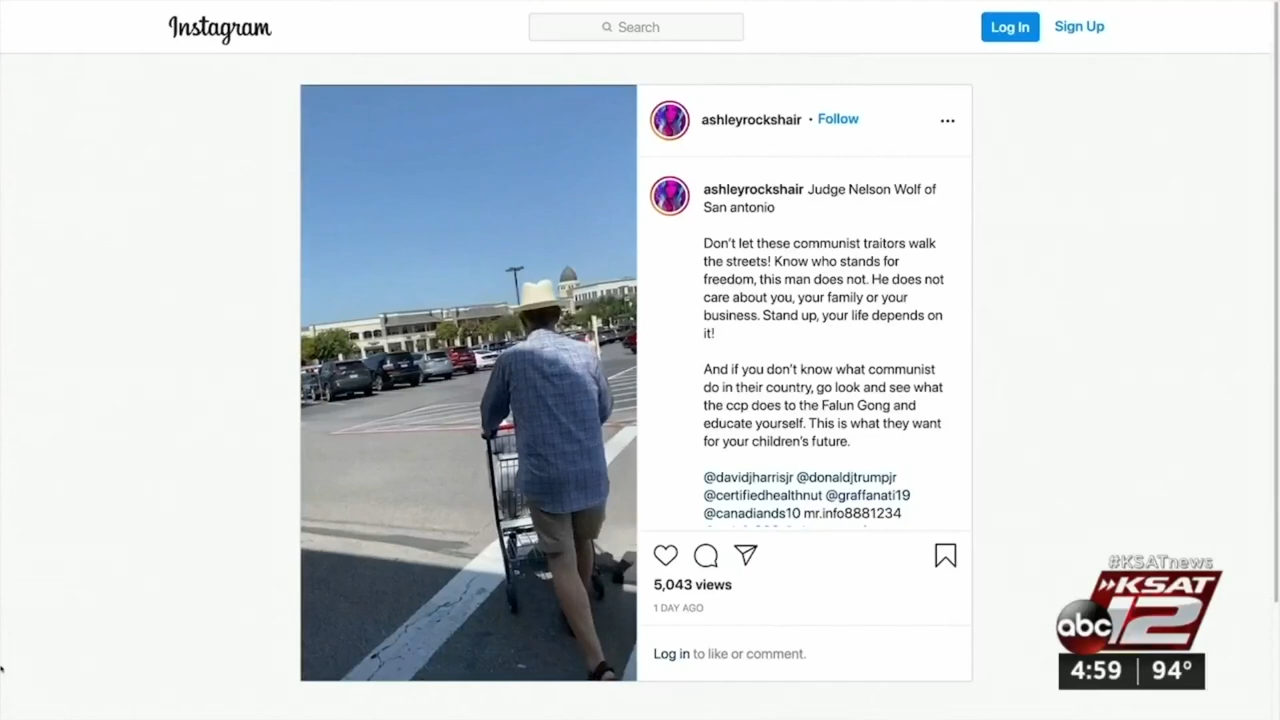 Instagram
Search
Log In
Sign Up
ashleyrockshair • Follow
ashleyrockshair Judge Nelson Wolf of
San antonio
Don't let these communist traitors walk
the streets! Know who stands for
freedom, this man does not. He does not
care about you, your family or your
business. Stand up, your life depends on
it!
And if you don't know what communist
do in their country, go look and see what
the ccp does to the Falun Gong and
educate yourself. This is what they want
for your children's future.
@davidjharrisjr @donaldjtrumpjr
@certifiedhealthnut @graffanati19
@canadiands10 mr.info8881234
5,043 views
1 DAY AGO
Log in to like or comment.
#KSATnews
KSAT
abc 12
4:59 | 94°